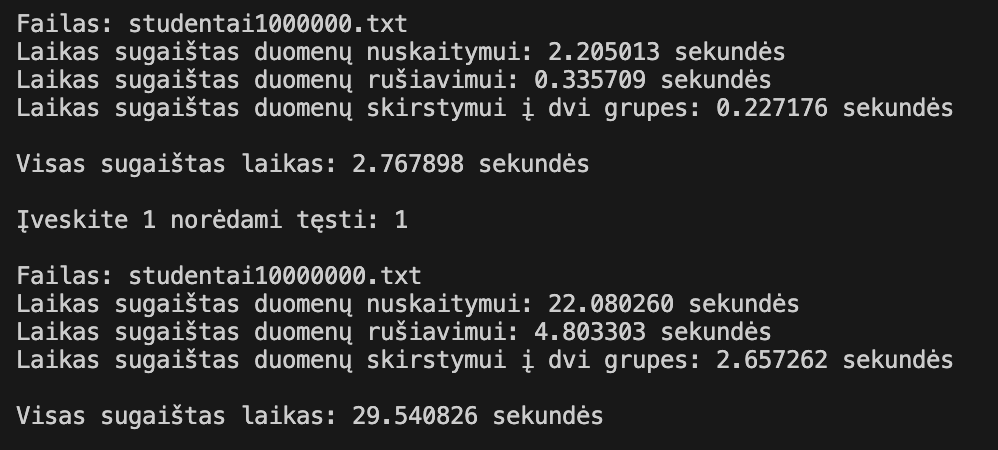 Failas: studentai1000000.txt
Laikas sugaištas duomenų nuskaitymui: 2.205013 sekundės
Laikas sugaištas duomenų rušiavimui: 0.335709 sekundės
Laikas sugaištas duomenų skirstymui į dvi grupes: 0.227176 sekundės
Visas sugaištas laikas: 2.767898 sekundės
Įveskite 1 norėdami tęsti: 1
Failas: studentai10000000.txt
Laikas sugaištas duomenų nuskaitymui: 22.080260 sekundės
Laikas sugaištas duomenų rušiavimui: 4.803303 sekundės
Laikas sugaištas duomenų skirstymui į dvi grupes: 2.657262 sekundės
Visas sugaištas laikas: 29.540826 sekundės